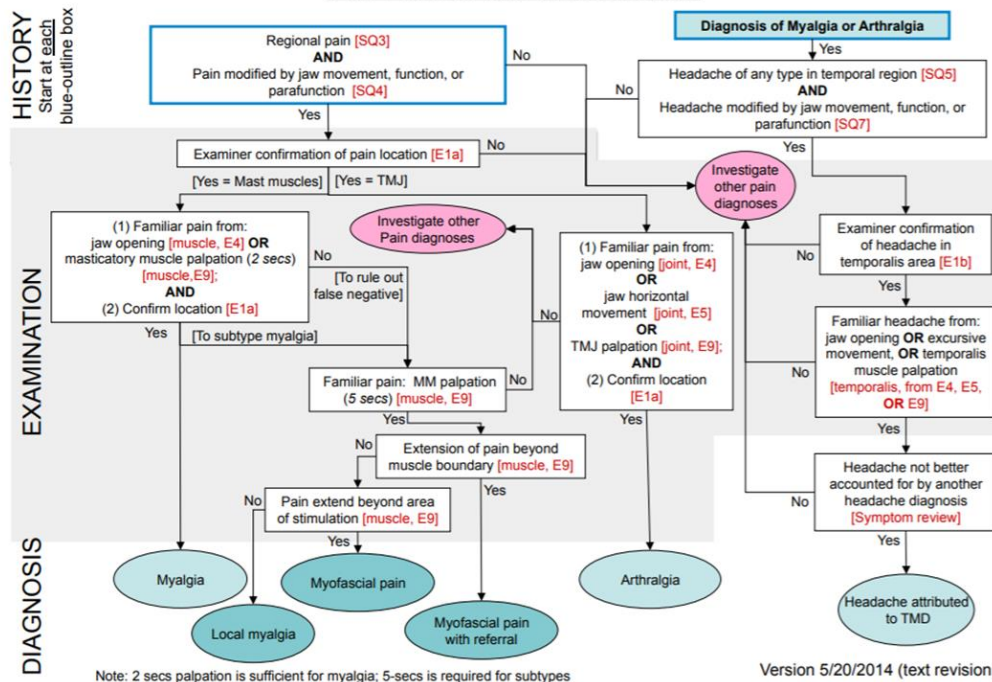 HISTORY
Start at each
blue-outline box
Regional pain [SQ3]
AND
Pain modified by jaw movement, function, or
parafunction [SQ4]
No
Yes
Diagnosis of Myalgia or Arthralgia
Yes
Headache of any type in temporal region [SQ5]
AND
Headache modified by jaw movement, function, or
parafunction [SQ7]
No
Yes
EXAMINATION
Examiner confirmation of pain location [E1a]
No
[Yes = Mast muscles]
[Yes = TMJ]
Investigate
other pain
diagnoses
(1) Familiar pain from:
jaw opening [muscle, E4] OR
masticatory muscle palpation (2 secs)
[muscle,E9];
AND
(2) Confirm location [E1a]
No
[To rule out
false negative]
Yes
[To subtype myalgia]
Investigate other
Pain diagnoses
(1) Familiar pain from:
jaw opening [joint, E4]
OR
jaw horizontal
movement [joint, E5]
OR
TMJ palpation [joint, E9];
AND
(2) Confirm location
[E1a]
Yes
No
Examiner confirmation
of headache in
temporalis area [E1b]
No
Yes
Familiar headache from:
jaw opening OR excursive
movement, OR temporalis
muscle palpation
[temporalis, from E4, E5,
OR E9]
No
Yes
Familiar pain: MM palpation
(5 secs) [muscle, E9]
No
Yes
Extension of pain beyond
muscle boundary [muscle, E9]
No
Yes
Headache not better
accounted for by another
headache diagnosis
[Symptom review]
No
Yes
Pain extend beyond area
of stimulation [muscle, E9]
No
Yes
DIAGNOSIS
Myalgia
Myofascial pain
Arthralgia
Headache attributed
to TMD
Local myalgia
Myofascial pain
with referral
Note: 2 secs palpation is sufficient for myalgia; 5-secs is required for subtypes
Version 5/20/2014 (text revision